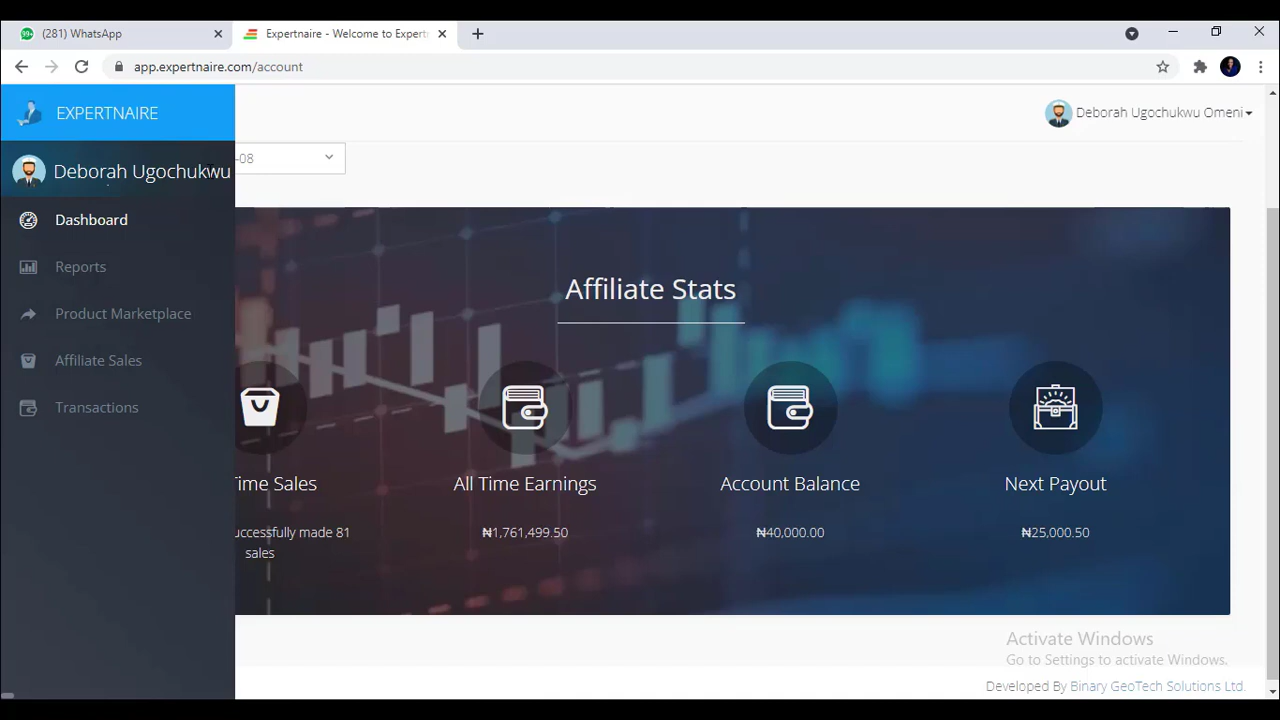 99+ (281) WhatsApp
Expertnaire - Welcome to Expert
app.expertnaire.com/account
EXPERTNAIRE
Deborah Ugochukwu Omeni
Deborah Ugochukwu
-08
Dashboard
Reports
Product Marketplace
Affiliate Sales
Transactions
Affiliate Stats
Time Sales
All Time Earnings
Account Balance
Next Payout
uccessfully made 81
sales
₦1,761,499.50
₦40,000.00
₦25,000.50
Activate Windows
Go to Settings to activate Windows.
Developed By Binary GeoTech Solutions Ltd.